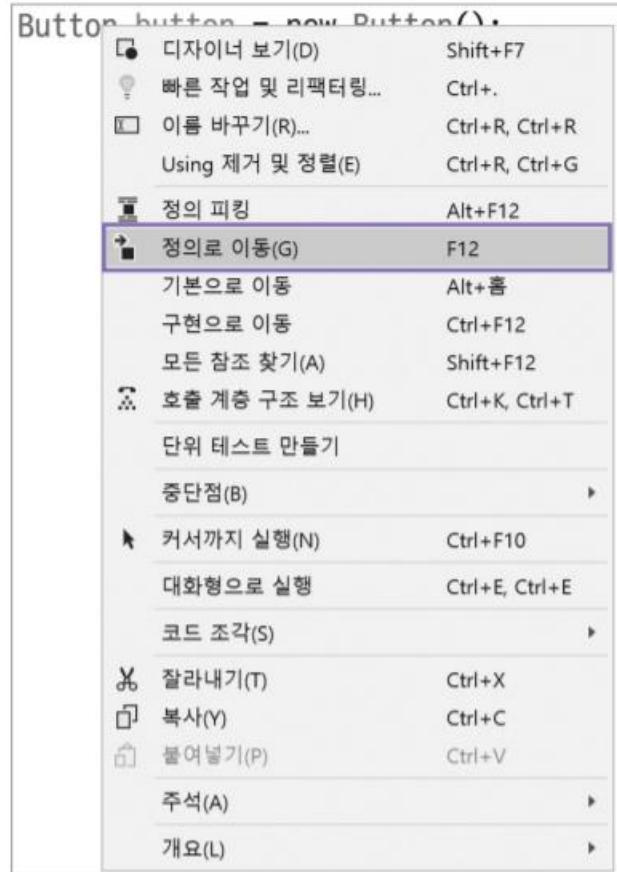 Button button = new Button();
디자이너 보기(D) Shift+F7
빠른 작업 및 리팩터링... Ctrl+.
이름 바꾸기(R)... Ctrl+R, Ctrl+R
Using 제거 및 정렬(E) Ctrl+R, Ctrl+G
정의 피킹 Alt+F12
정의로 이동(G) F12
기본으로 이동 Alt+홈
구현으로 이동 Ctrl+F12
모든 참조 찾기(A) Shift+F12
호출 계층 구조 보기(H) Ctrl+K, Ctrl+T
단위 테스트 만들기
중단점(B)
커서까지 실행(N) Ctrl+F10
대화형으로 실행 Ctrl+E, Ctrl+E
코드 조각(S)
잘라내기(T) Ctrl+X
복사(Y) Ctrl+C
붙여넣기(P) Ctrl+V
주석(A)
개요(L)